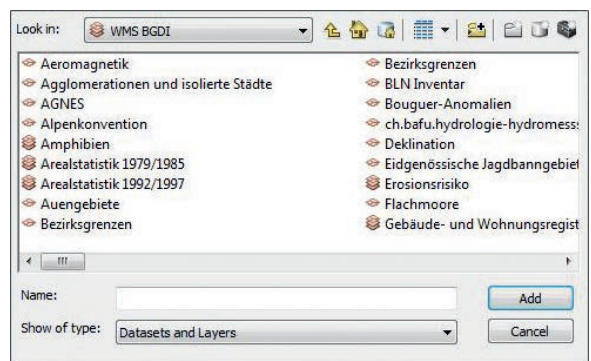 Look in: WMS BGDI
Aeromagnetik
Agglomerationen und isolierte Städte
AGNES
Alpenkonvention
Amphibien
Arealstatistik 1979/1985
Arealstatistik 1992/1997
Auengebiete
Bezirksgrenzen
Bezirksgrenzen
BLN Inventar
Bouguer-Anomalien
ch.bafu.hydrologie-hydromess
Deklination
Eidgenössische Jagdbanngebiet
Erosionsrisiko
Flachmoore
Gebäude- und Wohnungsregist
Name:
Add
Show of type: Datasets and Layers
Cancel